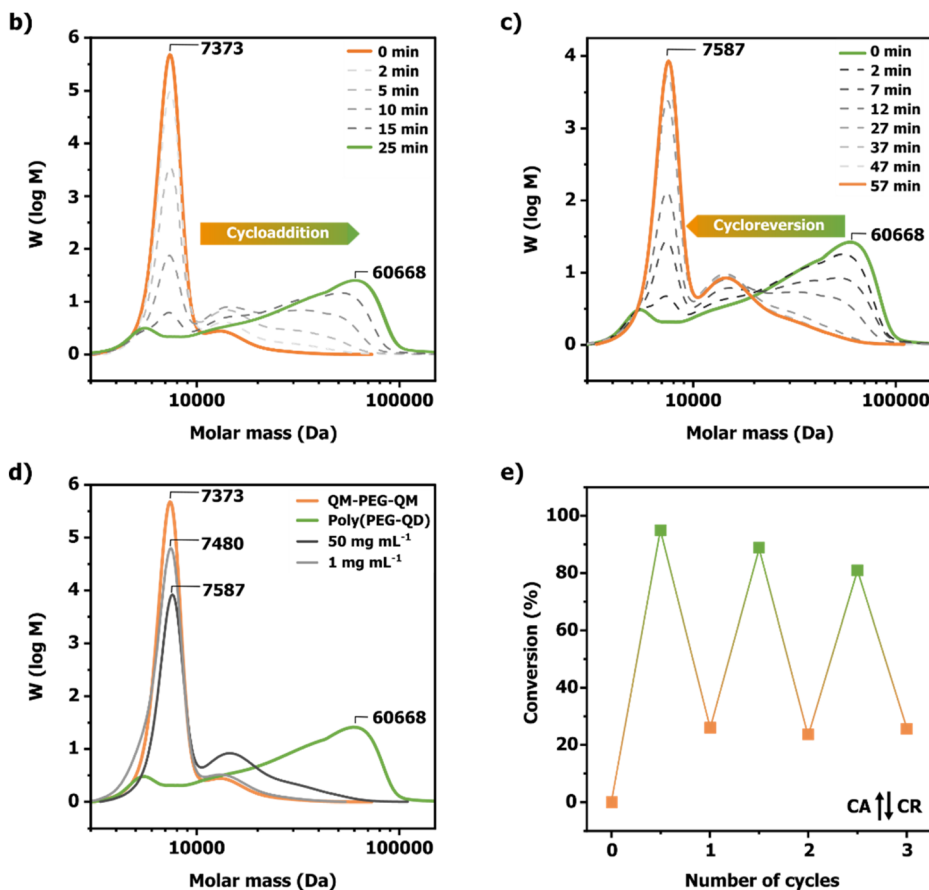 b)
7373
0 min
2 min
5 min
10 min
15 min
25 min
Cycloaddition
60668
W (log M)
6
5
4
3
2
1
0
10000
100000
Molar mass (Da)
c)
7587
0 min
2 min
7 min
12 min
27 min
37 min
47 min
57 min
Cycloreversion
60668
W (log M)
4
3
2
1
0
10000
100000
Molar mass (Da)
d)
7373
7480
7587
QM-PEG-QM
Poly(PEG-QD)
50 mg mL⁻¹
1 mg mL⁻¹
60668
W (log M)
6
5
4
3
2
1
0
10000
100000
Molar mass (Da)
e)
Conversion (%)
100
80
60
40
20
0
CA ↑↓ CR
0
1
2
3
Number of cycles